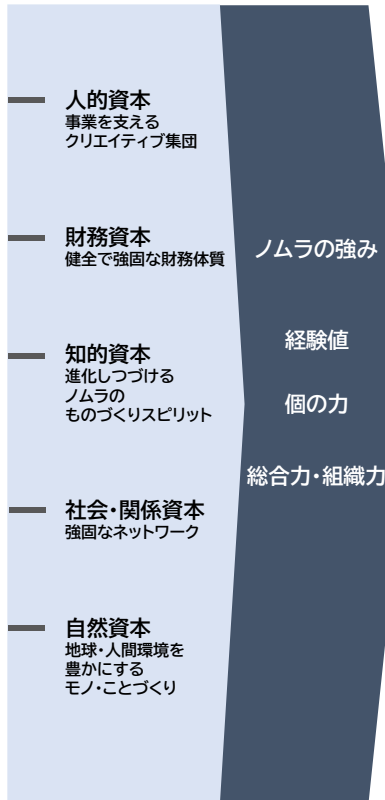 人的資本
事業を支える
クリエイティブ集団
財務資本
健全で強固な財務体質
知的資本
進化しつづける
ノムラの
ものづくりスピリット
社会・関係資本
強固なネットワーク
自然資本
地球・人間環境を
豊かにする
モノ・ことづくり
ノムラの強み
経験値
個の力
総合力・組織力